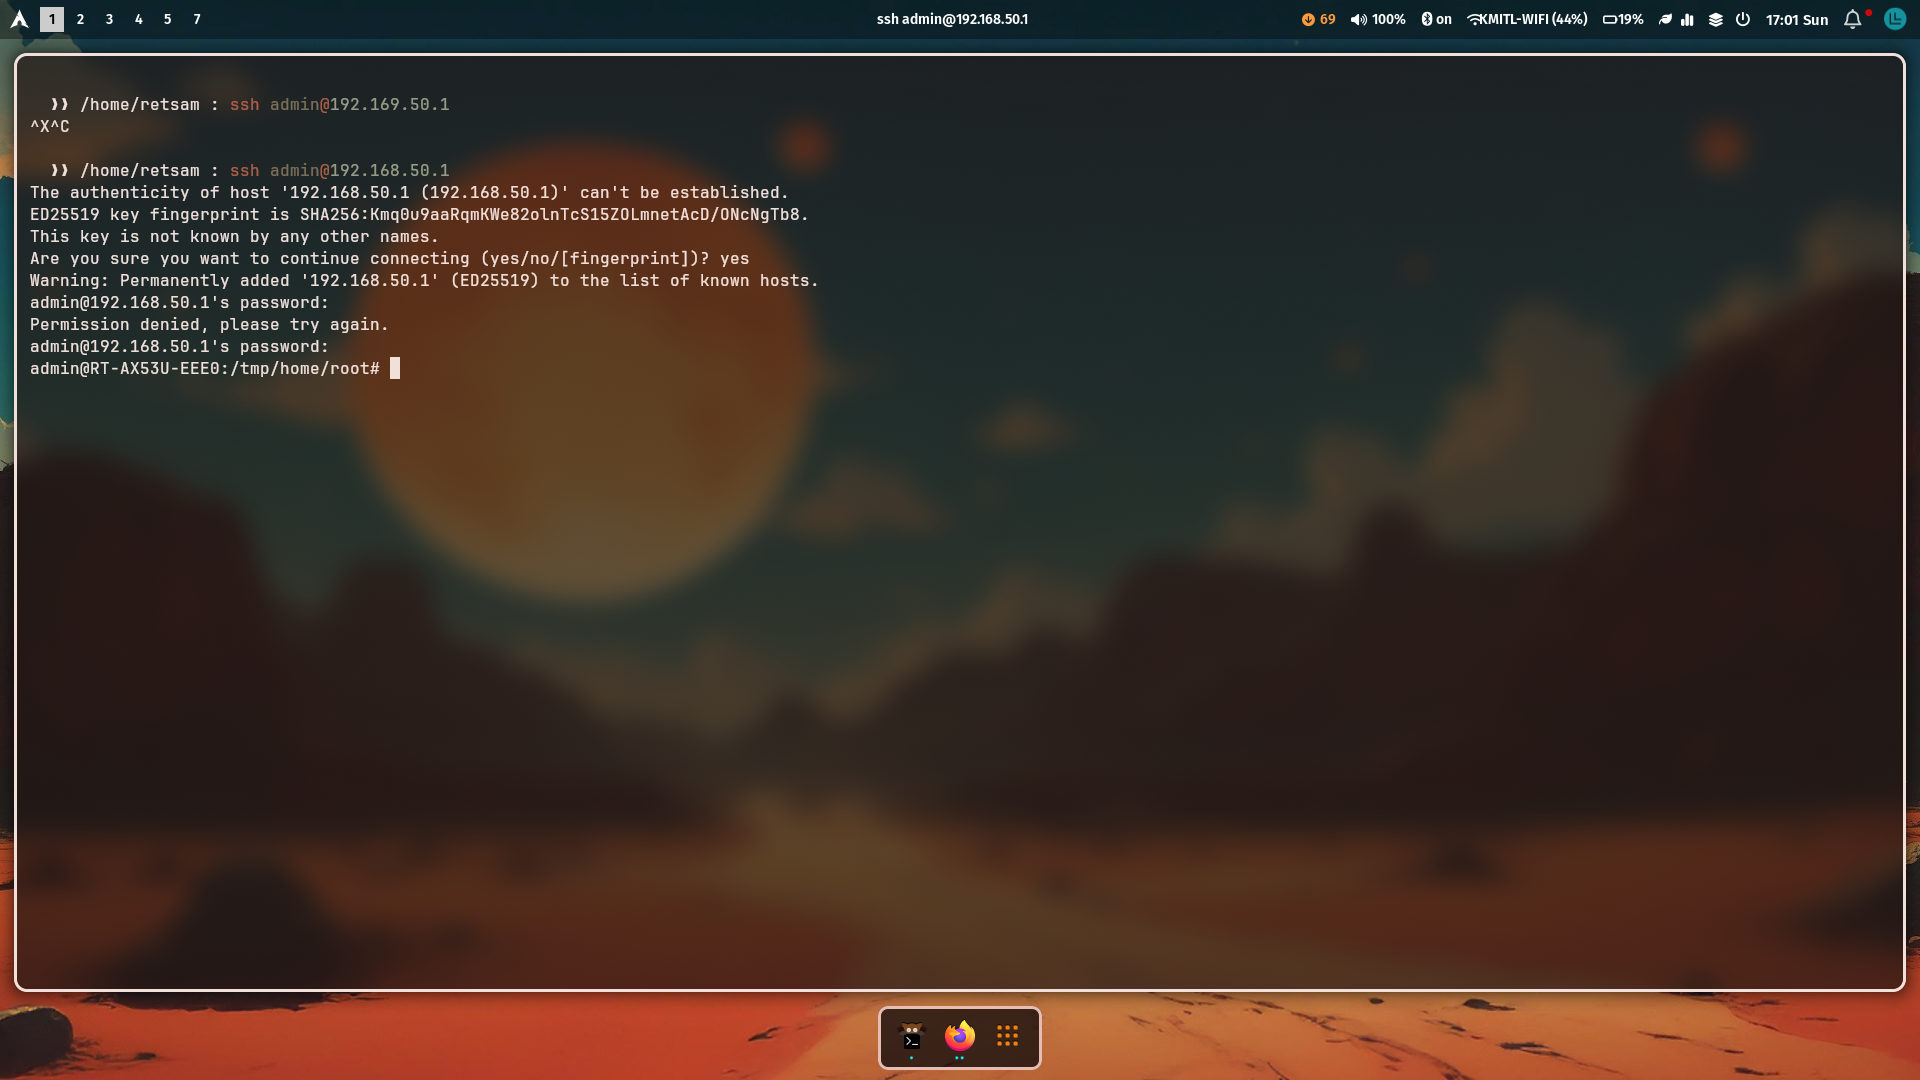 1 2 3 4 5 7 ssh admin@192.168.50.1 69 100% on KMITL-WIFI (44%) 19% 17:01 Sun
/home/retsam : ssh admin@192.169.50.1
^X^C
/home/retsam : ssh admin@192.168.50.1
The authenticity of host '192.168.50.1 (192.168.50.1)' can't be established.
ED25519 key fingerprint is SHA256:Kmq0u9aaRqmKWe82olnTcS15ZOLmnetAcD/ONcNgTb8.
This key is not known by any other names.
Are you sure you want to continue connecting (yes/no/[fingerprint])? yes
Warning: Permanently added '192.168.50.1' (ED25519) to the list of known hosts.
admin@192.168.50.1's password:
Permission denied, please try again.
admin@192.168.50.1's password:
admin@RT-AX53U-EEE0:/tmp/home/root#